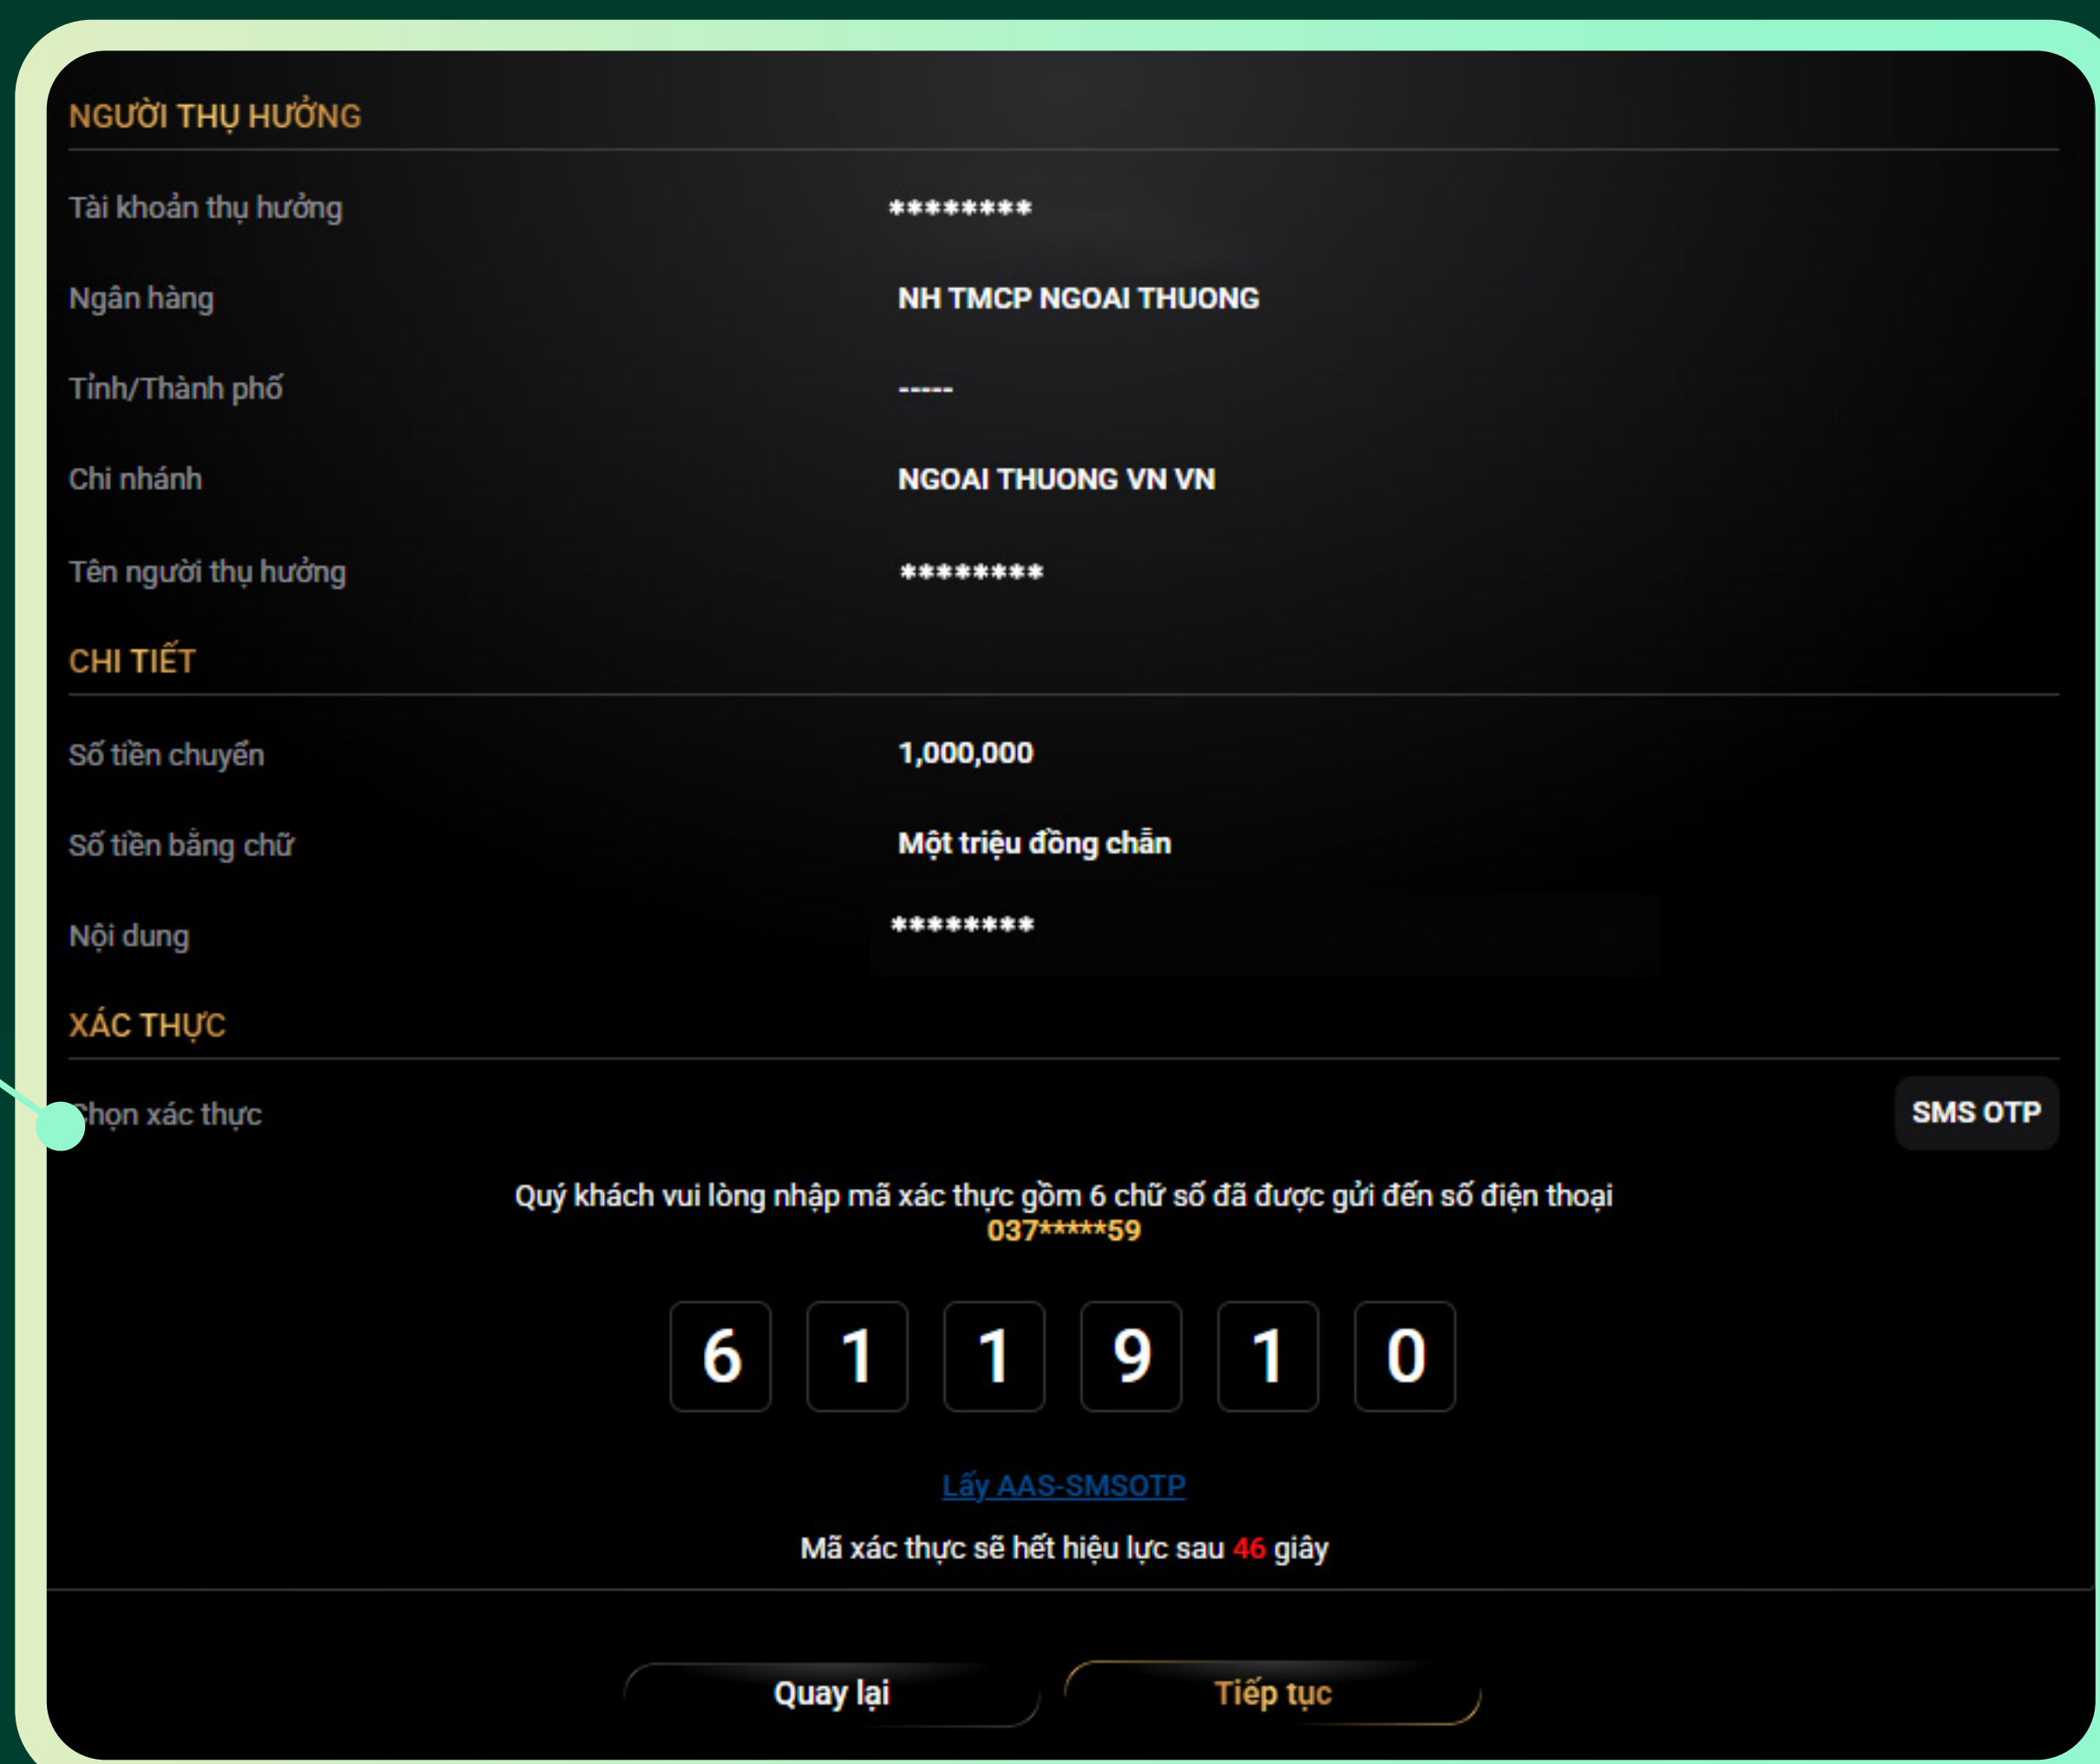 NGƯỜI THỤ HƯỞNG
Tài khoản thụ hưởng ********
Ngân hàng NH TMCP NGOAI THUONG
Tỉnh/Thành phố -----
Chi nhánh NGOAI THUONG VN VN
Tên người thụ hưởng ********
CHI TIẾT
Số tiền chuyển 1,000,000
Số tiền bằng chữ Một triệu đồng chẵn
Nội dung ********
XÁC THỰC
Chọn xác thực SMS OTP
Quý khách vui lòng nhập mã xác thực gồm 6 chữ số đã được gửi đến số điện thoại
037*****59
6 1 1 9 1 0
Lấy AAS-SMSOTP
Mã xác thực sẽ hết hiệu lực sau 46 giây
Quay lại Tiếp tục